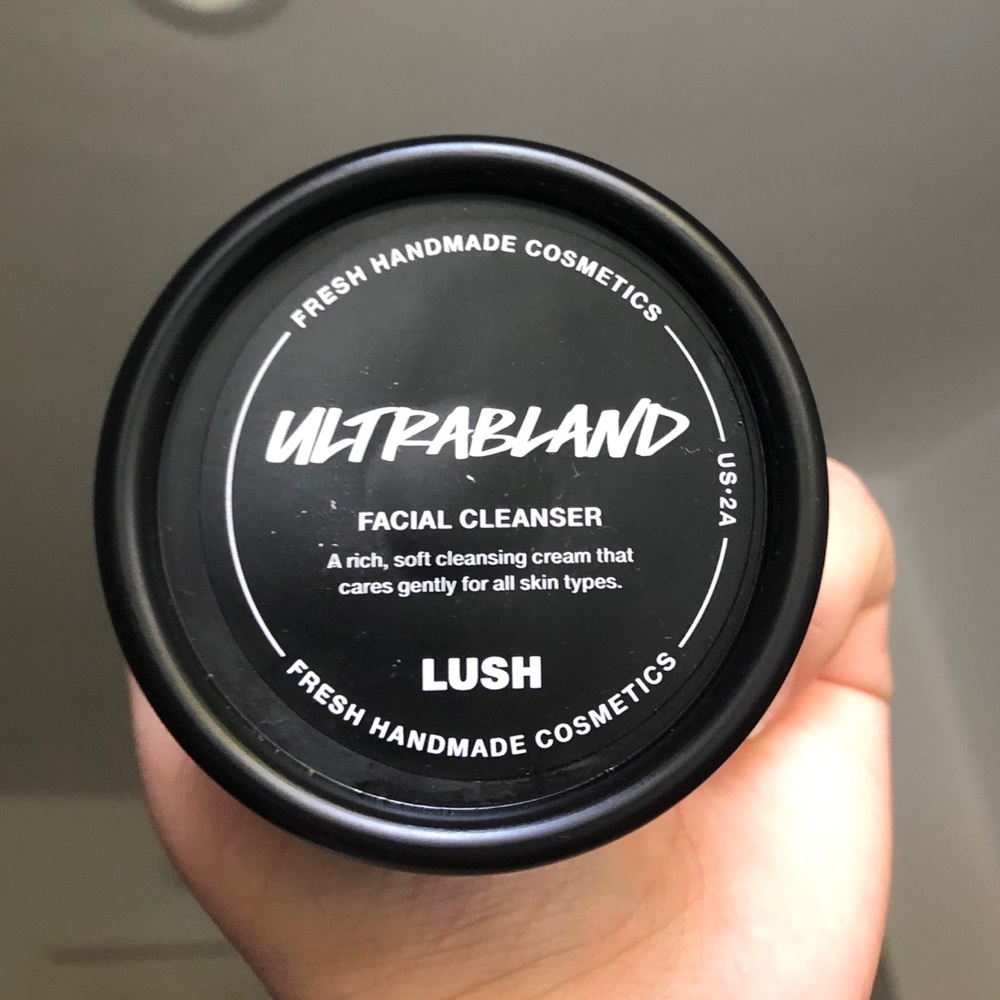 FRESH HANDMADE COSMETICS
ULTRABLAND
US•2A
FACIAL CLEANSER
A rich, soft cleansing cream that
cares gently for all skin types.
LUSH
FRESH HANDMADE COSMETICS